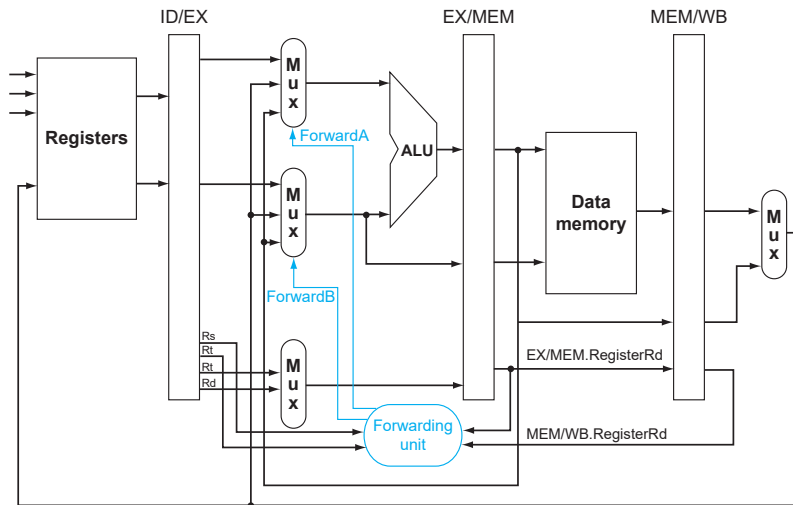 ID/EX
EX/MEM
MEM/WB
Registers
M
u
x
ForwardA
ALU
M
u
x
Data
memory
M
u
x
ForwardB
Rs
Rt
Rt
Rd
M
u
x
EX/MEM.RegisterRd
Forwarding
unit
MEM/WB.RegisterRd